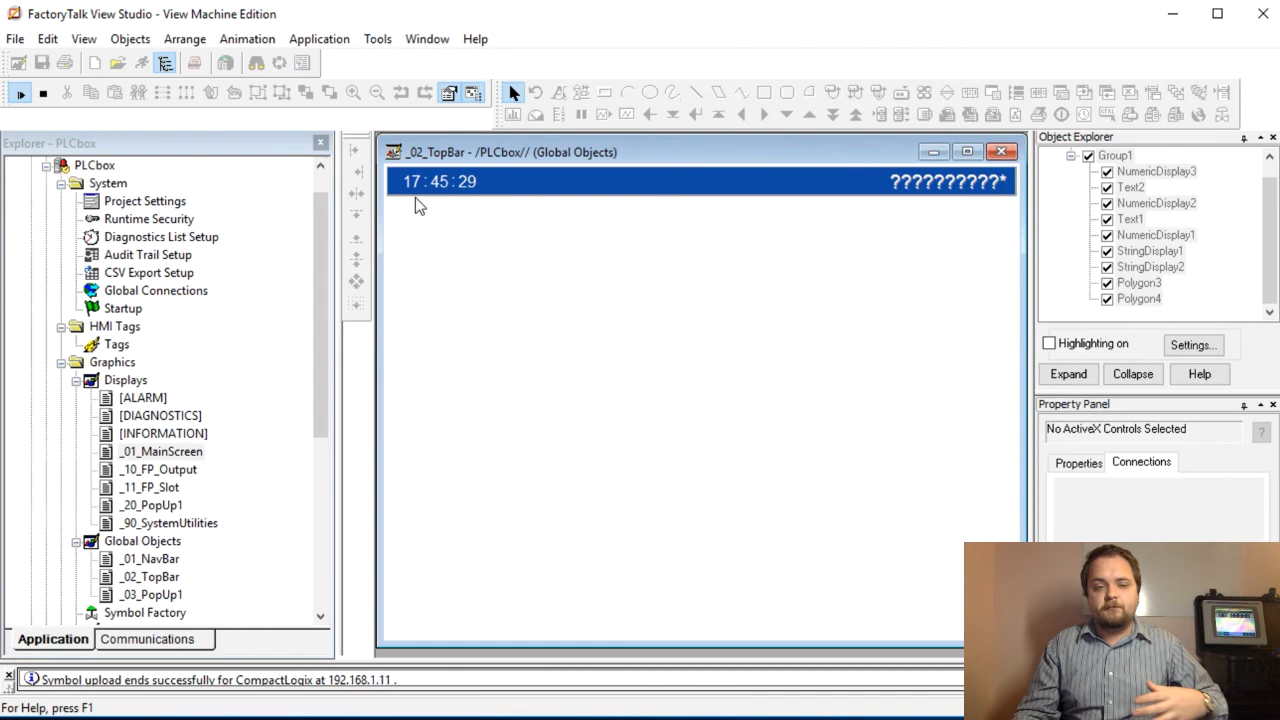 FactoryTalk View Studio - View Machine Edition
File Edit View Objects Arrange Animation Application Tools Window Help
Explorer - PLCbox
PLCbox
System
Project Settings
Runtime Security
Diagnostics List Setup
Audit Trail Setup
CSV Export Setup
Global Connections
Startup
HMI Tags
Tags
Graphics
Displays
[ALARM]
[DIAGNOSTICS]
[INFORMATION]
_01_MainScreen
_10_FP_Output
_11_FP_Slot
_20_PopUp1
_90_SystemUtilities
Global Objects
_01_NavBar
_02_TopBar
_03_PopUp1
Symbol Factory
Application Communications
_02_TopBar - /PLCbox// (Global Objects)
17:45:29 ??????????*
Object Explorer
Group1
NumericDisplay3
Text2
NumericDisplay2
Text1
NumericDisplay1
StringDisplay1
StringDisplay2
Polygon3
Polygon4
Highlighting on Settings...
Expand Collapse Help
Property Panel
No ActiveX Controls Selected ?
Properties Connections
Symbol upload ends successfully for CompactLogix at 192.168.1.11 .
For Help, press F1